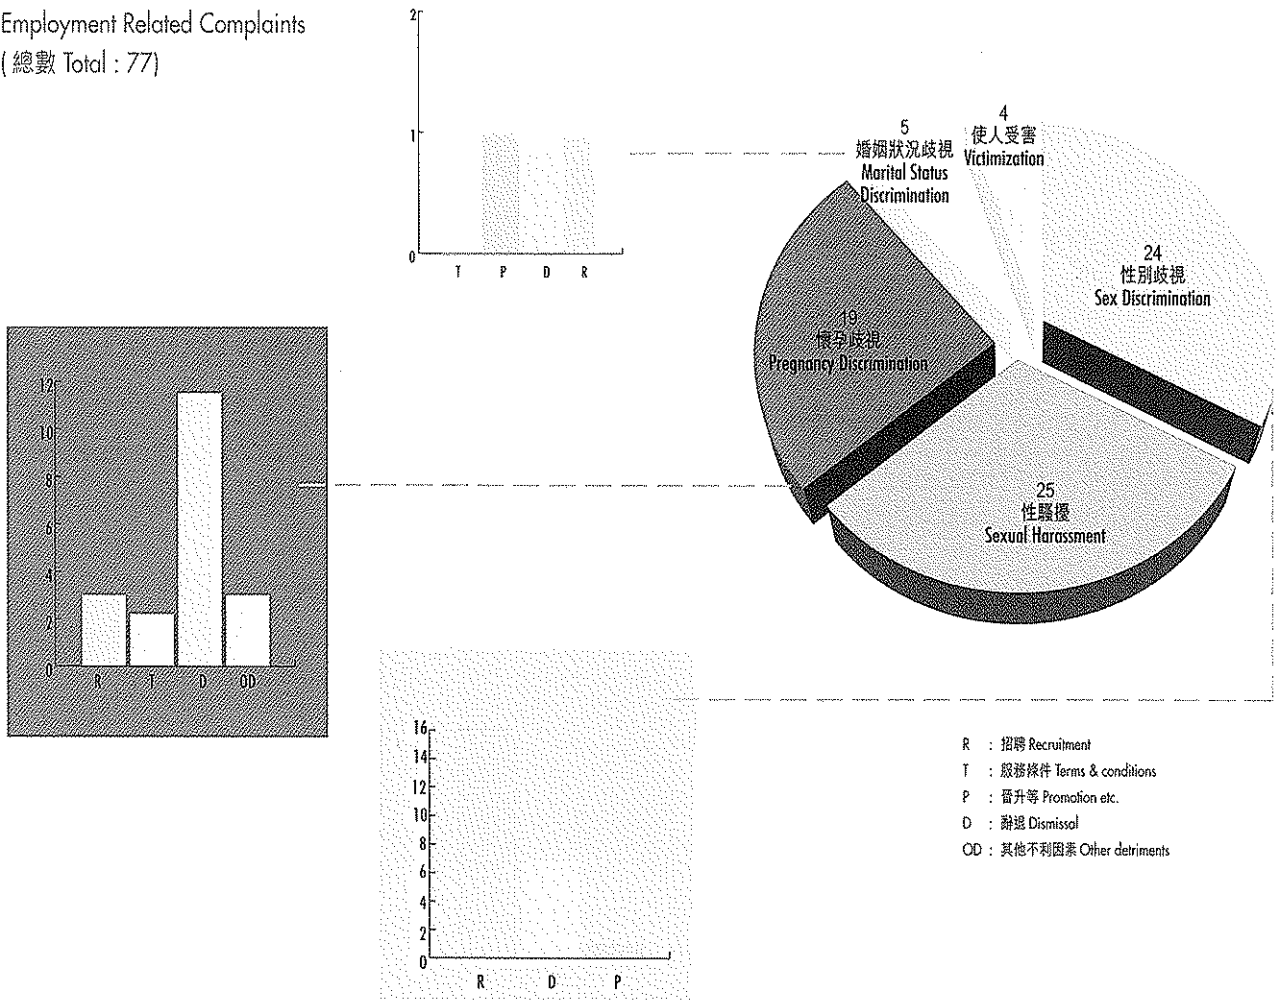 Employment Related Complaints
(總數 Total : 77)
2
1
0
T P D R
5
婚姻狀況歧視
Marital Status
Discrimination
4
使人受害
Victimization
24
性別歧視
Sex Discrimination
19
懷孕歧視
Pregnancy Discrimination
25
性騷擾
Sexual Harassment
12
10
8
6
4
2
0
R T D OD
16
14
12
10
8
6
4
2
0
R D P
R : 招聘 Recruitment
T : 服務條件 Terms & conditions
P : 晉升等 Promotion etc.
D : 辭退 Dismissal
OD : 其他不利因素 Other detriments